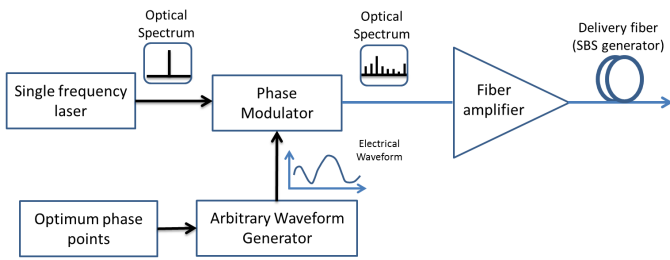 Optical
Spectrum
Optical
Spectrum
Delivery fiber
(SBS generator)
Single frequency
laser
Phase
Modulator
Fiber
amplifier
Electrical
Waveform
Optimum phase
points
Arbitrary Waveform
Generator